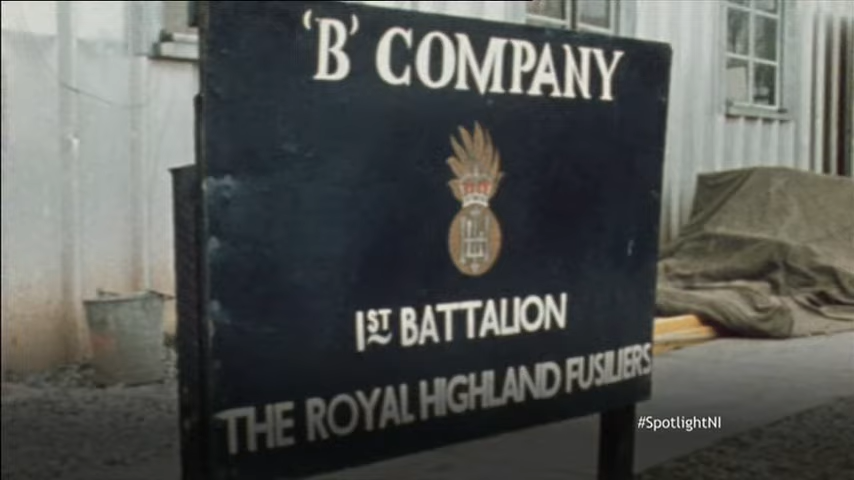 'B' COMPANY
1ST BATTALION
THE ROYAL HIGHLAND FUSILIERS
#SpotlightNI